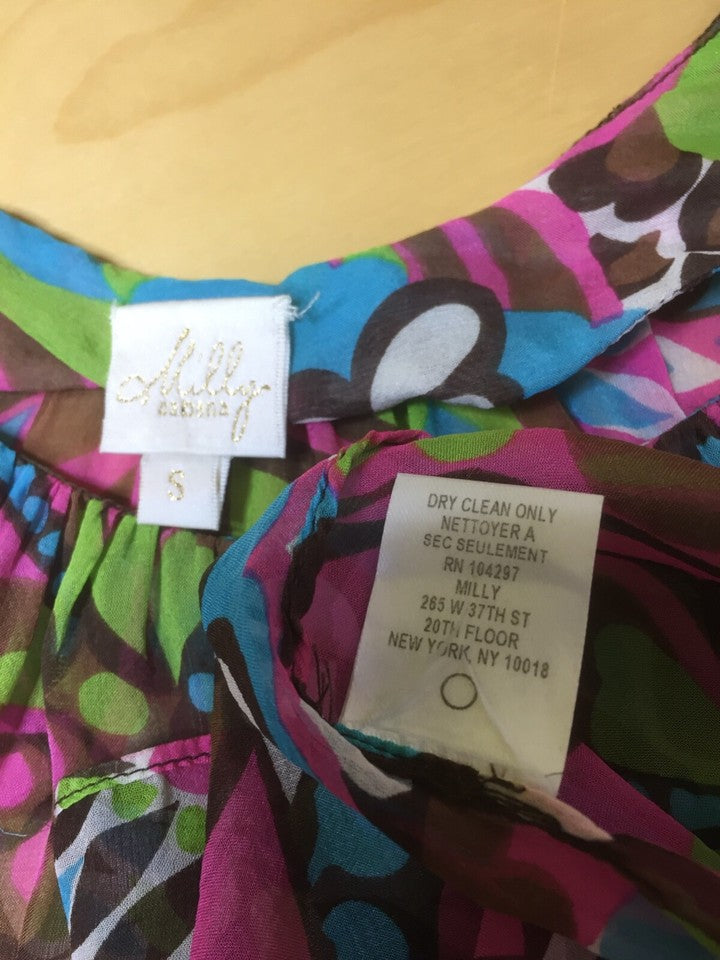 Milly
cabana
S
DRY CLEAN ONLY
NETTOYER A
SEC SEULEMENT
RN 104297
MILLY
265 W 37TH ST
20TH FLOOR
NEW YORK, NY 10018